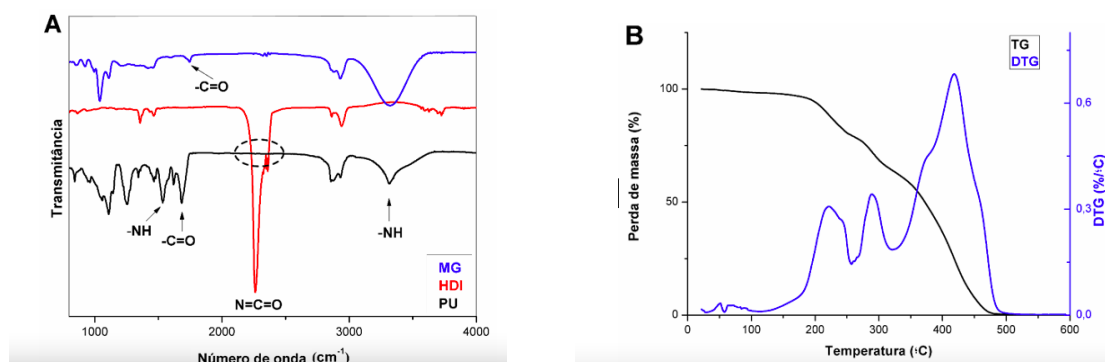 A
Transmitância
-C=O
-NH
-C=O
-NH
N=C=O
MG
HDI
PU
1000
2000
3000
4000
Número de onda (cm⁻¹)
B
TG
DTG
Perda de massa (%)
100
50
0
0,6
0,3
0,0
DTG (%/°C)
0
100
200
300
400
500
600
Temperatura (°C)